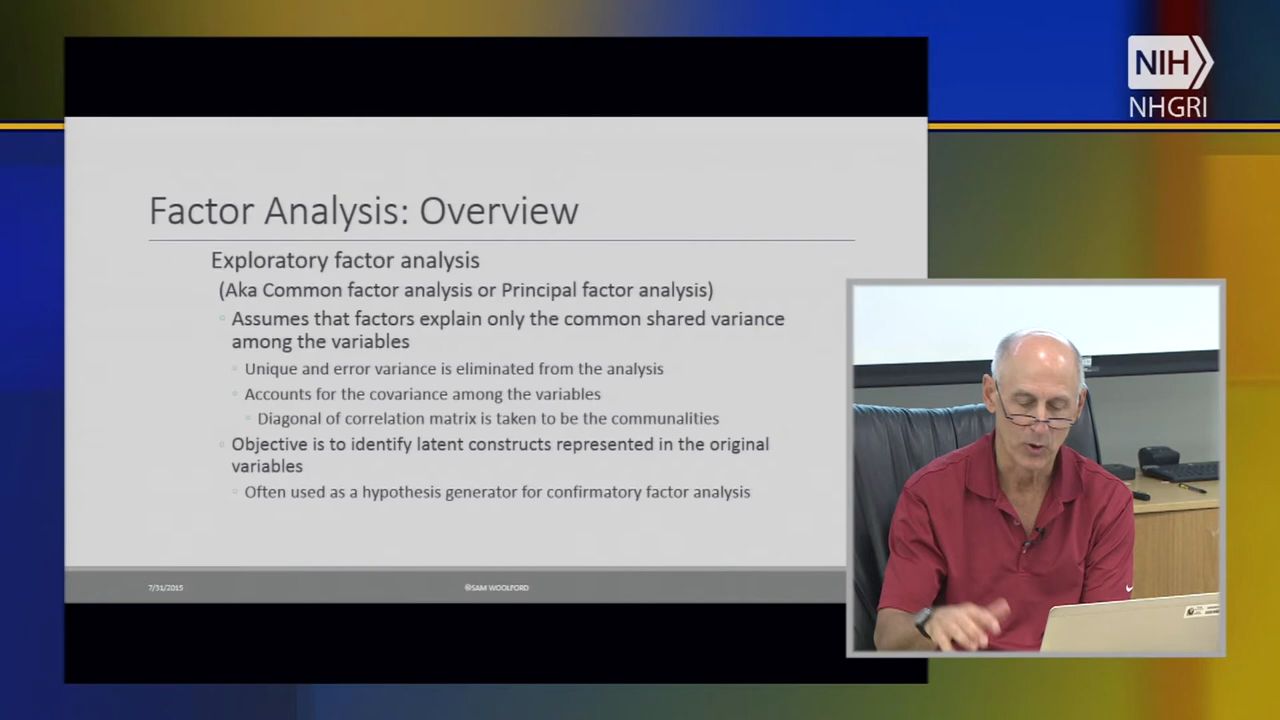 NIH
NHGRI
Factor Analysis: Overview
Exploratory factor analysis
(Aka Common factor analysis or Principal factor analysis)
Assumes that factors explain only the common shared variance
among the variables
Unique and error variance is eliminated from the analysis
Accounts for the covariance among the variables
Diagonal of correlation matrix is taken to be the communalities
Objective is to identify latent constructs represented in the original
variables
Often used as a hypothesis generator for confirmatory factor analysis
7/31/2015
@SAM WOOLFORD